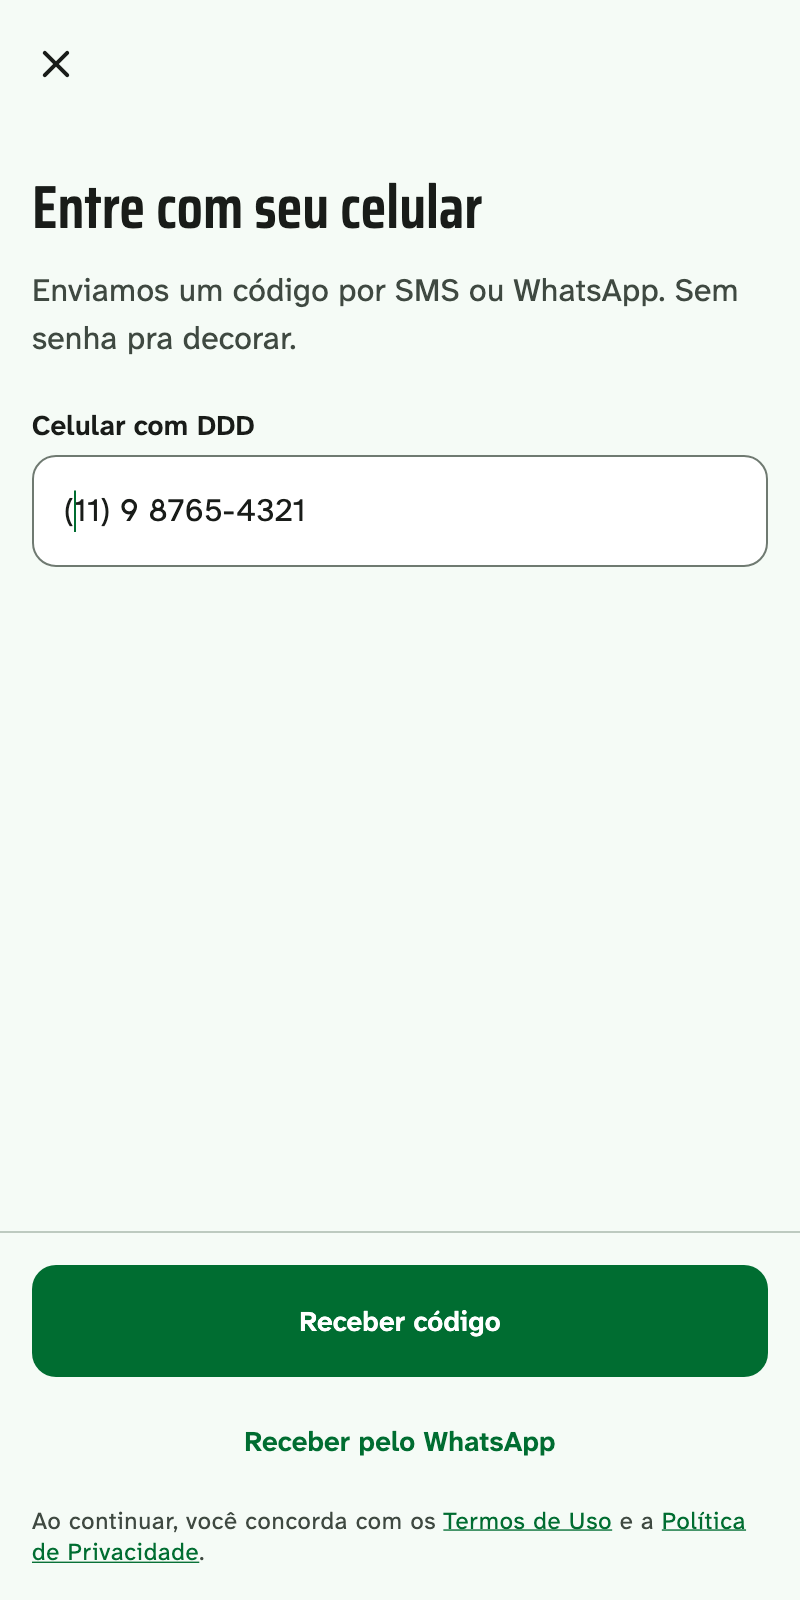 Entre com seu celular
Enviamos um código por SMS ou WhatsApp. Sem
senha pra decorar.
Celular com DDD
(11) 9 8765-4321
Receber código
Receber pelo WhatsApp
Ao continuar, você concorda com os Termos de Uso e a Política
de Privacidade.